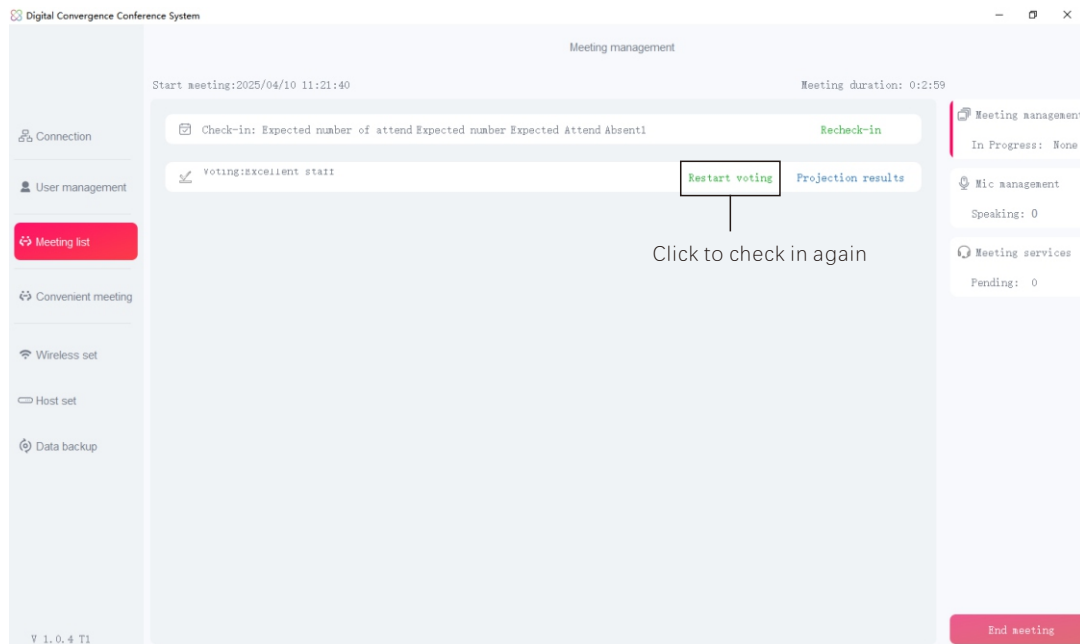 Digital Convergence Conference System
Meeting management
Start meeting:2025/04/10 11:21:40
Meeting duration: 0:2:59
Connection
User management
Meeting list
Convenient meeting
Wireless set
Host set
Data backup
V 1.0.4 T1
Check-in: Expected number of attend Expected number Expected Attend Absent1
Recheck-in
Voting:Excellent staff
Restart voting
Projection results
Click to check in again
Meeting management
In Progress: None
Mic management
Speaking: 0
Meeting services
Pending: 0
End meeting